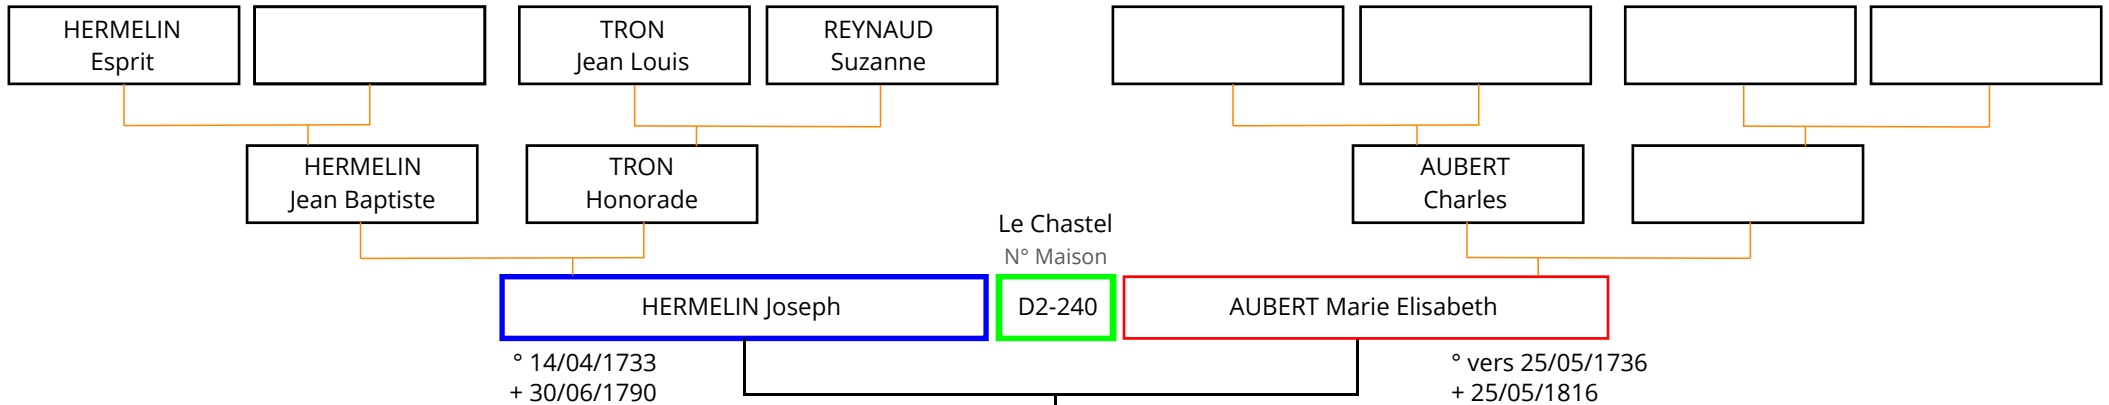 HERMELIN
Esprit
TRON
Jean Louis
REYNAUD
Suzanne
HERMELIN
Jean Baptiste
TRON
Honorade
AUBERT
Charles
Le Chastel
N° Maison
HERMELIN Joseph
D2-240
AUBERT Marie Elisabeth
° 14/04/1733
+ 30/06/1790
° vers 25/05/1736
+ 25/05/1816